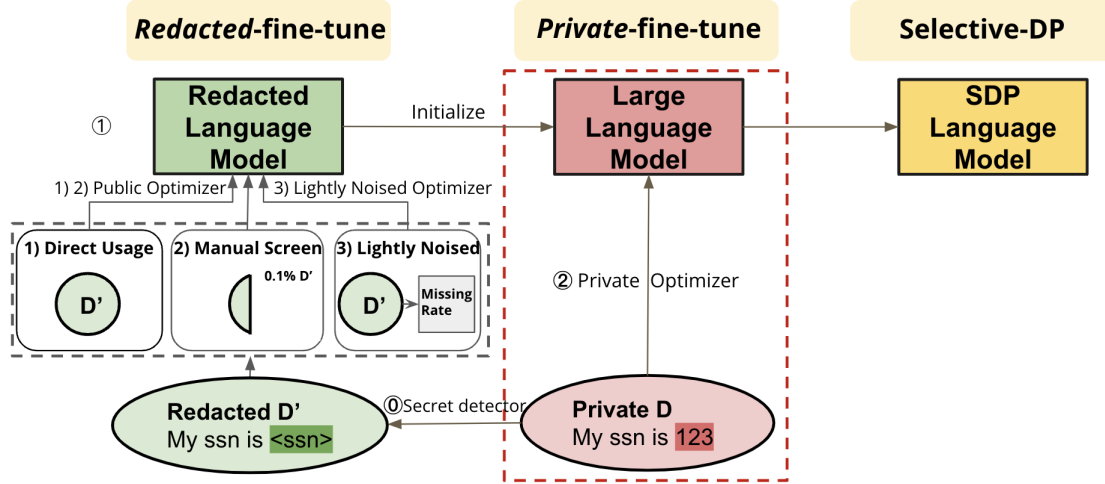 Redacted-fine-tune
Private-fine-tune
Selective-DP
①
Redacted
Language
Model
Initialize
Large
Language
Model
SDP
Language
Model
1) 2) Public Optimizer
3) Lightly Noised Optimizer
1) Direct Usage
D’
2) Manual Screen
0.1% D’
3) Lightly Noised
D’
Missing
Rate
② Private Optimizer
Redacted D’
My ssn is <ssn>
⓪Secret detector
Private D
My ssn is 123